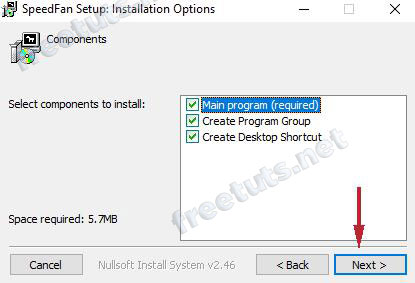 SpeedFan Setup: Installation Options
Components
Select components to install:
Main program (required)
Create Program Group
Create Desktop Shortcut
Space required: 5.7MB
Cancel
Nullsoft Install System v2.46
< Back
Next >
freetuts.net
freetuts.net